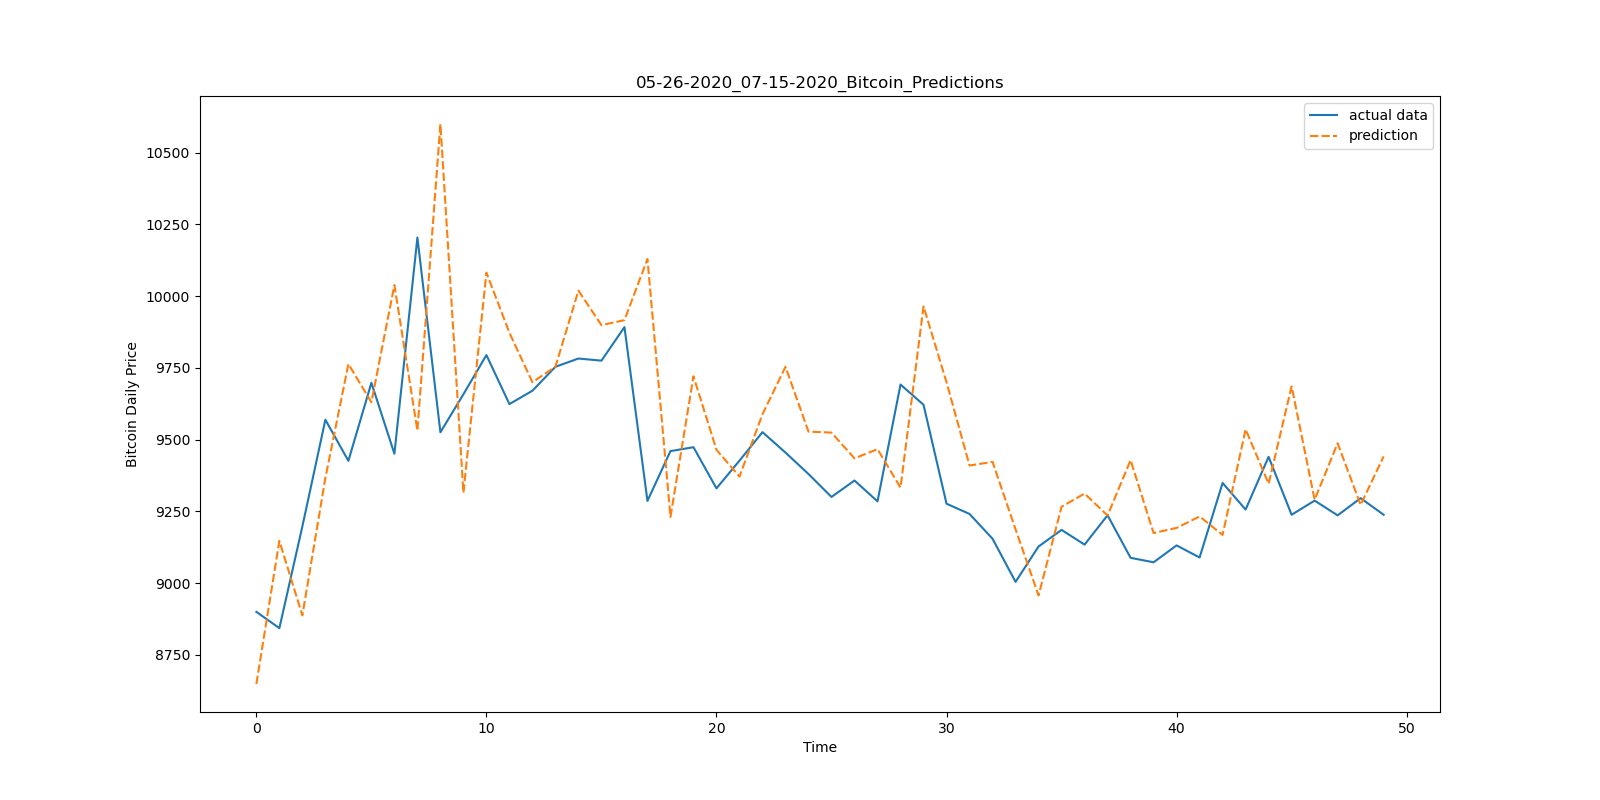 05-26-2020_07-15-2020_Bitcoin_Predictions
actual data
prediction
10500
10250
10000
9750
9500
9250
9000
8750
Bitcoin Daily Price
0 10 20 30 40 50
Time